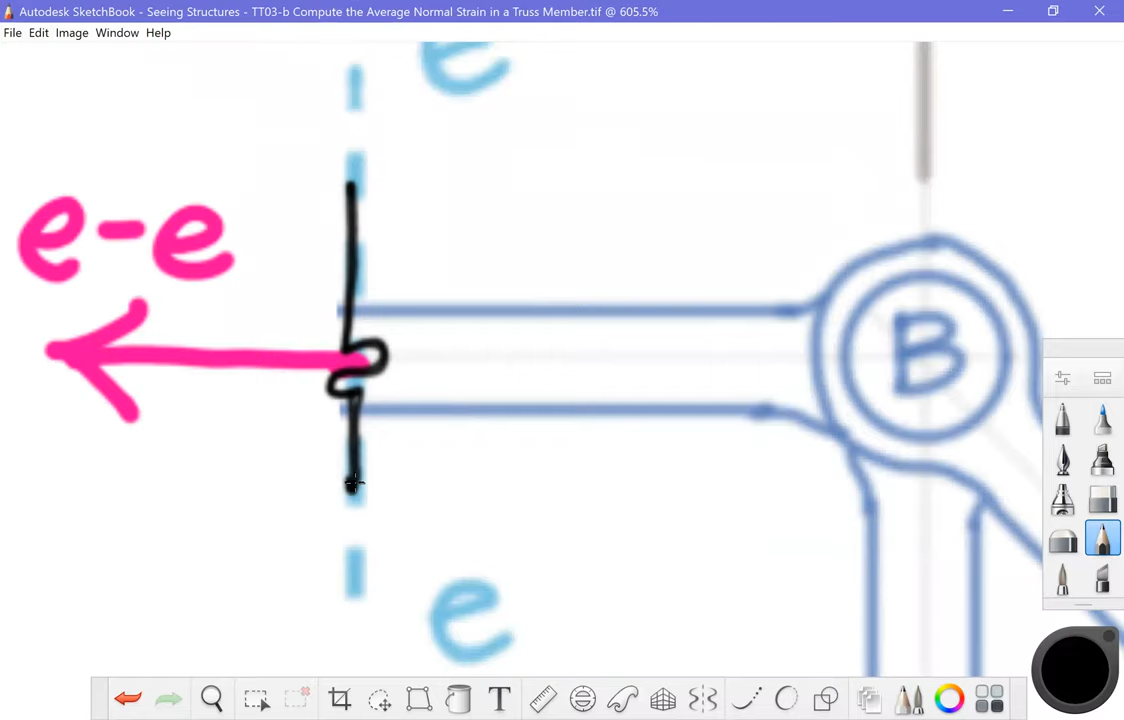 Autodesk SketchBook - Seeing Structures - TT03-b Compute the Average Normal Strain in a Truss Member.tif @ 605.5%
File Edit Image Window Help
e
e-e
B
e
T